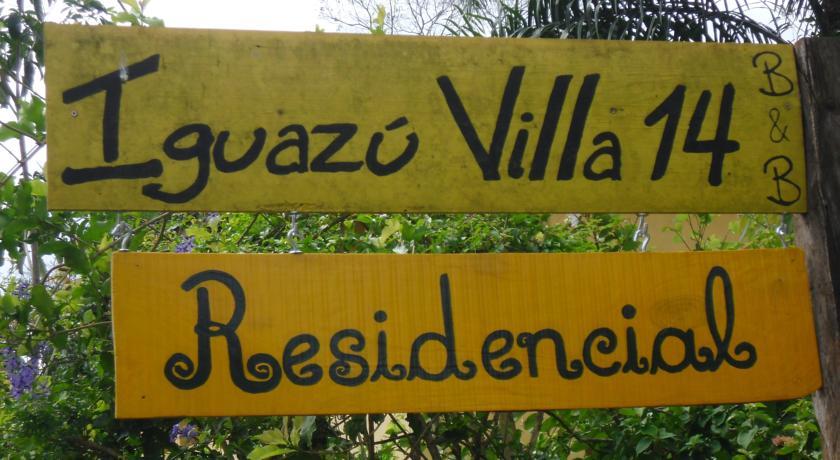 Iguazú Villa 14 B & B
Residencial